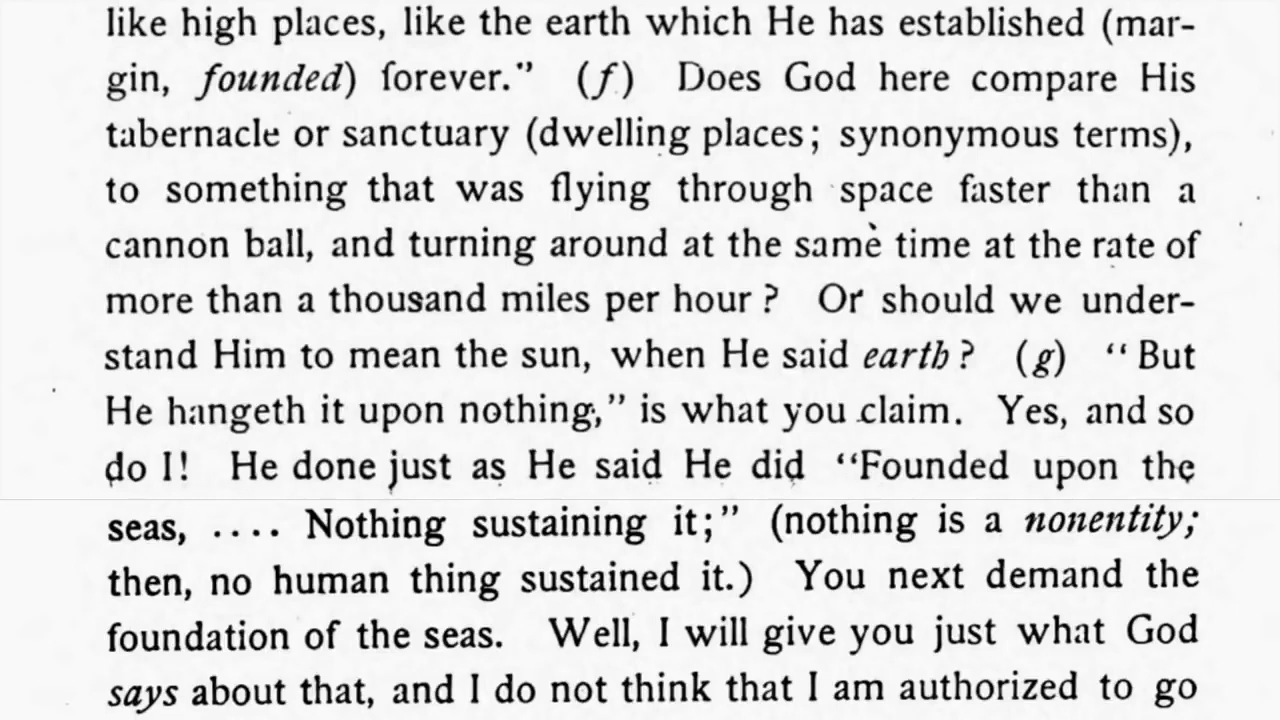 like high places, like the earth which He has established (mar-
gin, founded) forever." (f) Does God here compare His
tabernacle or sanctuary (dwelling places; synonymous terms),
to something that was flying through space faster than a
cannon ball, and turning around at the same time at the rate of
more than a thousand miles per hour? Or should we under-
stand Him to mean the sun, when He said earth? (g) "But
He hangeth it upon nothing," is what you claim. Yes, and so
do I! He done just as He said He did "Founded upon the
seas, .... Nothing sustaining it;" (nothing is a nonentity;
then, no human thing sustained it.) You next demand the
foundation of the seas. Well, I will give you just what God
says about that, and I do not think that I am authorized to go